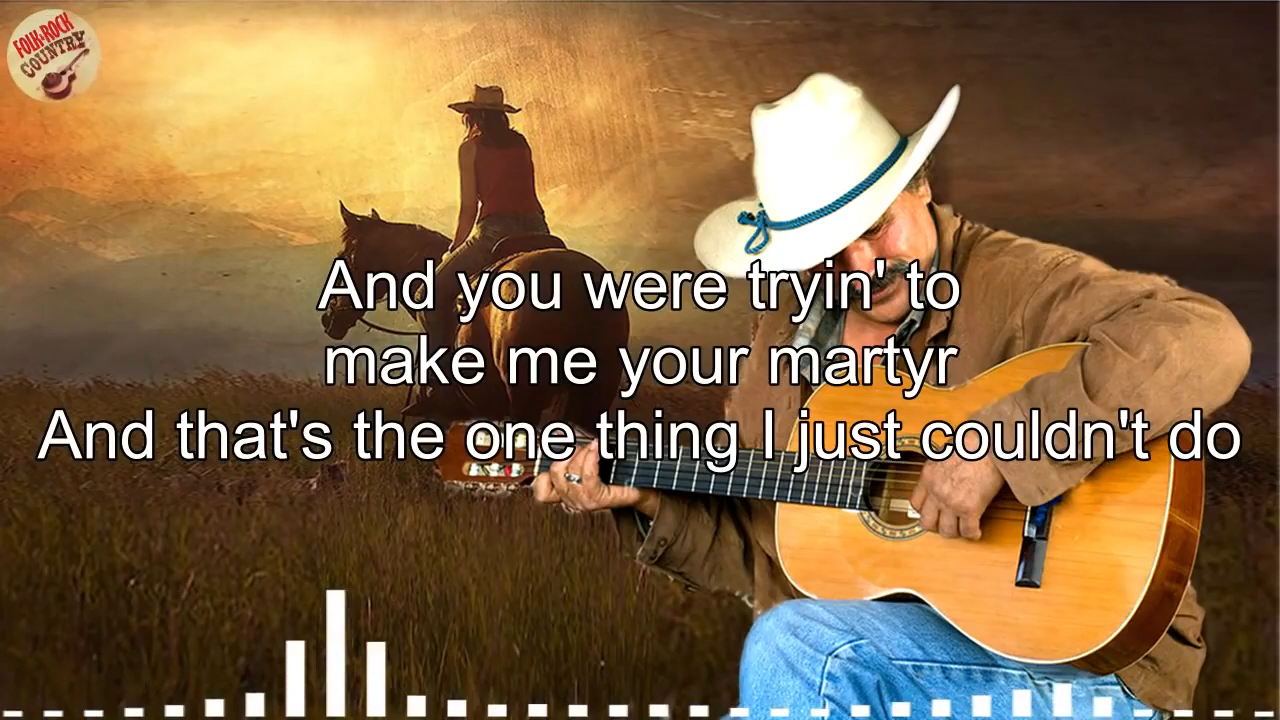 FOLK-ROCK
COUNTRY
And you were tryin' to
make me your martyr
And that's the one thing I just couldn't do